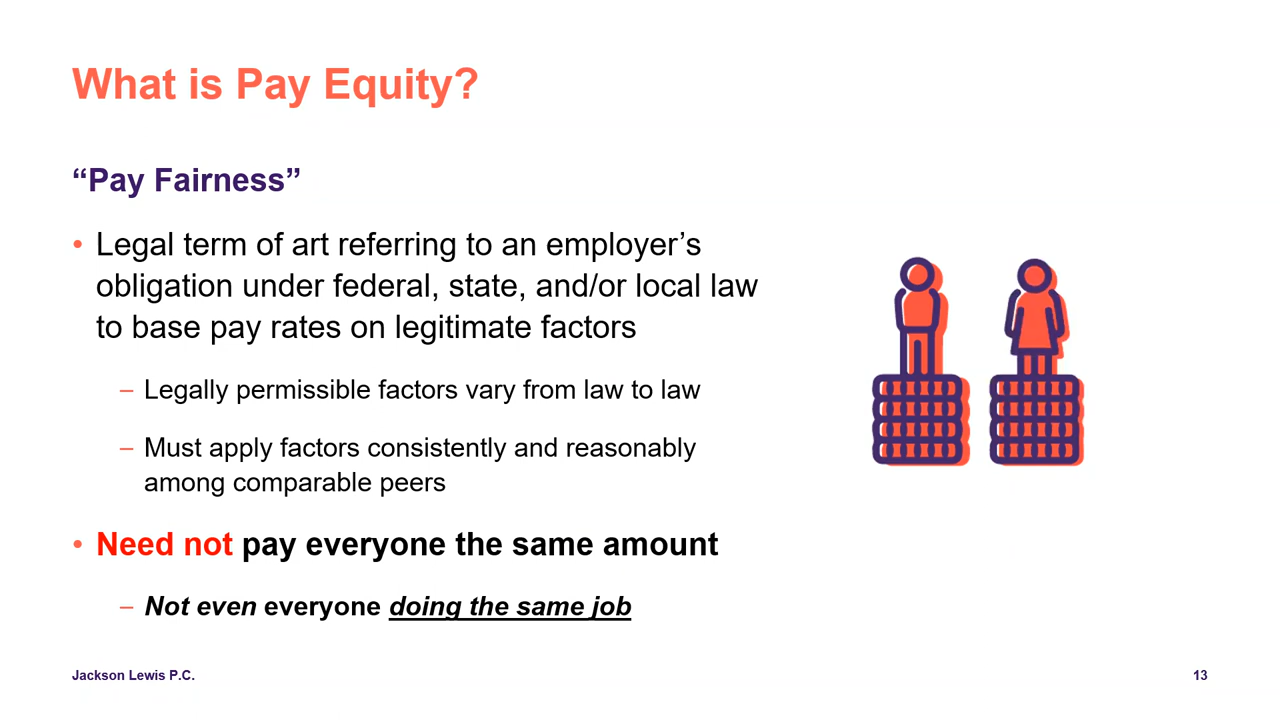 What is Pay Equity?
“Pay Fairness”
• Legal term of art referring to an employer’s
obligation under federal, state, and/or local law
to base pay rates on legitimate factors
– Legally permissible factors vary from law to law
– Must apply factors consistently and reasonably
among comparable peers
• Need not pay everyone the same amount
– Not even everyone doing the same job
Jackson Lewis P.C.
13